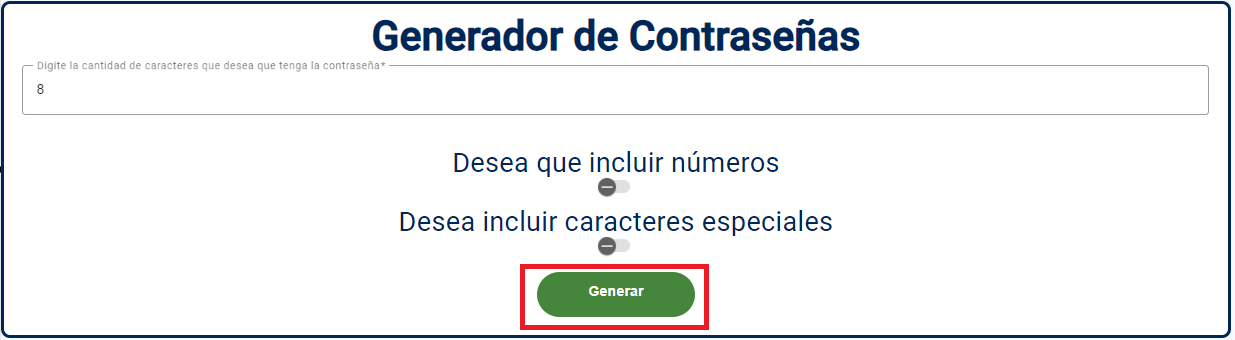 Generador de Contraseñas
Digite la cantidad de caracteres que desea que tenga la contraseña*
8
Desea que incluir números
Desea incluir caracteres especiales
Generar